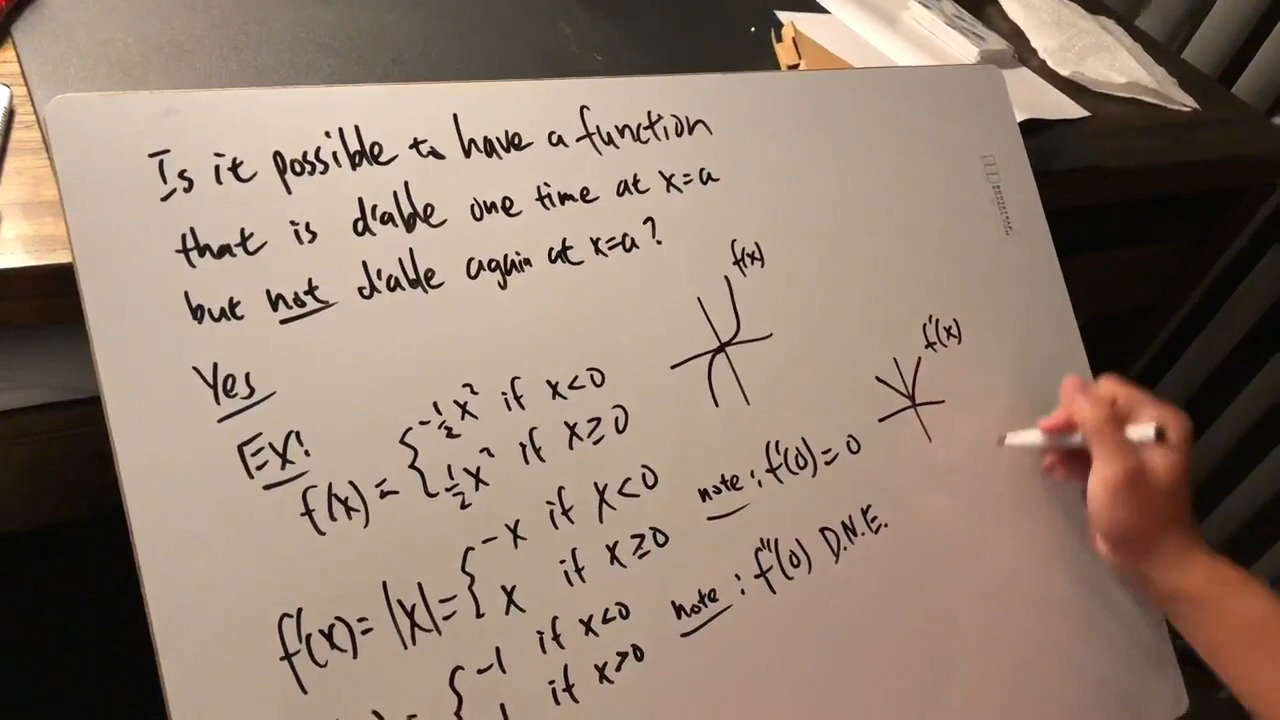 Is it possible to have a function
that is d'able one time at x=a
but not d'able again at x=a?
f(x)
f'(x)
Yes
Ex:
f(x) = { -½x² if x<0
½x² if x≥0
f'(x) = |x| = { -x if x<0
x if x≥0
note: f'(0)=0
{ -1 if x<0
1 if x>0
note: f''(0) D.N.E.